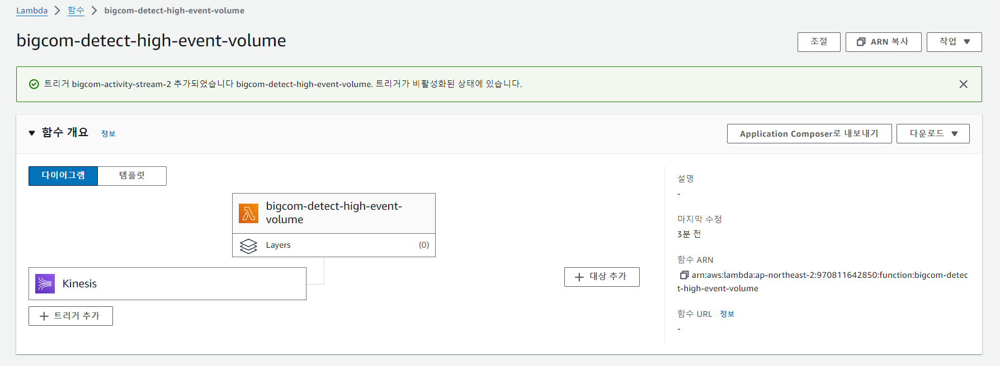 Lambda 함수 bigcom-detect-high-event-volume
bigcom-detect-high-event-volume
조절 ARN 복사 작업
트리거 bigcom-activity-stream-2 추가되었습니다 bigcom-detect-high-event-volume. 트리거가 비활성화된 상태에 있습니다.
함수 개요 정보
Application Composer로 내보내기 다운로드
다이어그램 템플릿
bigcom-detect-high-event-
volume
Layers (0)
Kinesis
+ 트리거 추가
+ 대상 추가
설명
-
마지막 수정
3분 전
함수 ARN
arn:aws:lambda:ap-northeast-2:970811642850:function:bigcom-detec
t-high-event-volume
함수 URL 정보
-